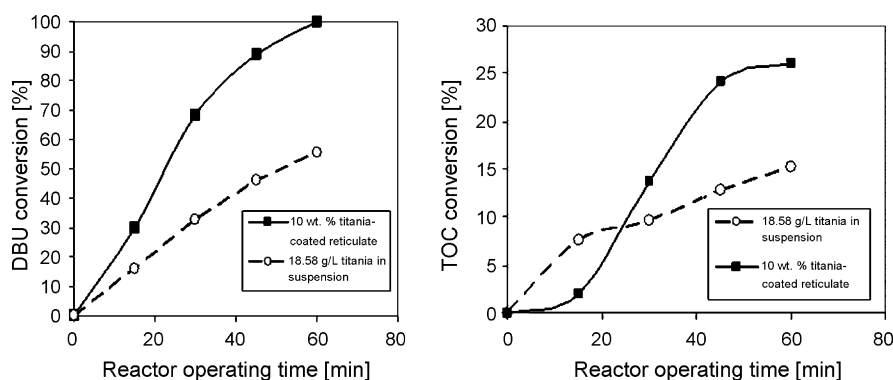 DBU conversion [%]
100
90
80
70
60
50
40
30
20
10
0
0 20 40 60 80
Reactor operating time [min]
10 wt. % titania-
coated reticulate
18.58 g/L titania in
suspension
TOC conversion [%]
30
25
20
15
10
5
0
0 20 40 60 80
Reactor operating time [min]
18.58 g/L titania in
suspension
10 wt. % titania-
coated reticulate